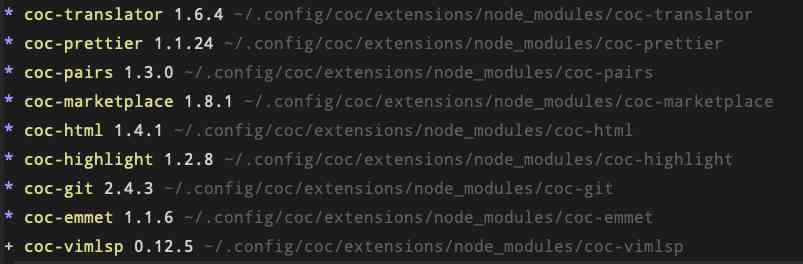 * coc-translator 1.6.4 ~/.config/coc/extensions/node_modules/coc-translator
* coc-prettier 1.1.24 ~/.config/coc/extensions/node_modules/coc-prettier
* coc-pairs 1.3.0 ~/.config/coc/extensions/node_modules/coc-pairs
* coc-marketplace 1.8.1 ~/.config/coc/extensions/node_modules/coc-marketplace
* coc-html 1.4.1 ~/.config/coc/extensions/node_modules/coc-html
* coc-highlight 1.2.8 ~/.config/coc/extensions/node_modules/coc-highlight
* coc-git 2.4.3 ~/.config/coc/extensions/node_modules/coc-git
* coc-emmet 1.1.6 ~/.config/coc/extensions/node_modules/coc-emmet
+ coc-vimlsp 0.12.5 ~/.config/coc/extensions/node_modules/coc-vimlsp